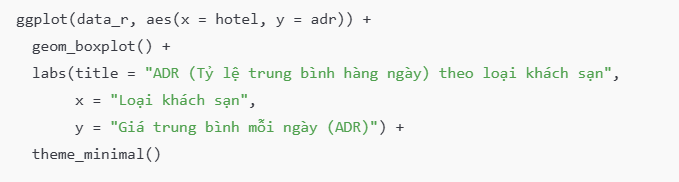 ggplot(data_r, aes(x = hotel, y = adr)) +
  geom_boxplot() +
  labs(title = "ADR (Tỷ lệ trung bình hàng ngày) theo loại khách sạn",
       x = "Loại khách sạn",
       y = "Giá trung bình mỗi ngày (ADR)") +
  theme_minimal()